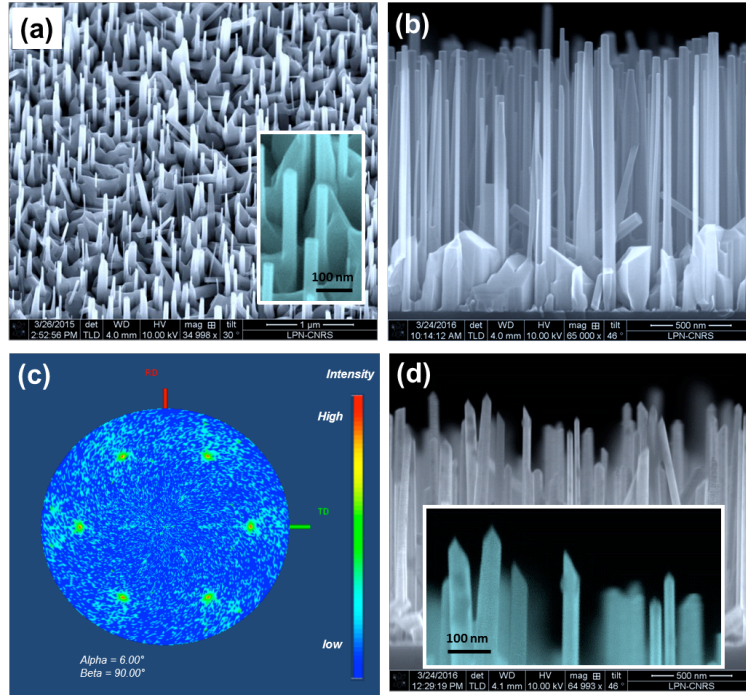 (a)
100 nm
3/26/2015 det WD HV mag ⊞ tilt 1 µm
2:52:56 PM TLD 4.0 mm 10.00 kV 34 998 x 30 ° LPN-CNRS
(b)
3/24/2016 det WD HV mag ⊞ tilt 500 nm
10:14:12 AM TLD 4.0 mm 10.00 kV 65 000 x 46 ° LPN-CNRS
(c)
RD
Intensity
High
TD
low
Alpha = 6.00°
Beta = 90.00°
(d)
100 nm
3/24/2016 det WD HV mag ⊞ tilt 500 nm
12:29:19 PM TLD 4.1 mm 10.00 kV 64 993 x 46 ° LPN-CNRS